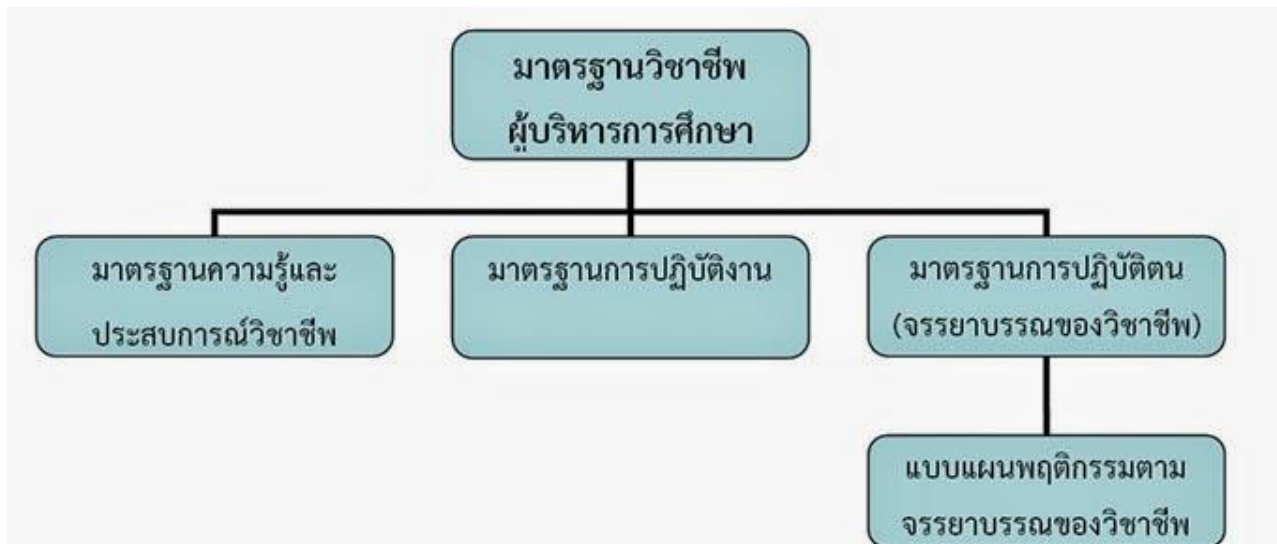 มาตรฐานวิชาชีพ
ผู้บริหารการศึกษา
มาตรฐานความรู้และ
ประสบการณ์วิชาชีพ
มาตรฐานการปฏิบัติงาน
มาตรฐานการปฏิบัติตน
(จรรยาบรรณของวิชาชีพ)
แบบแผนพฤติกรรมตาม
จรรยาบรรณของวิชาชีพ